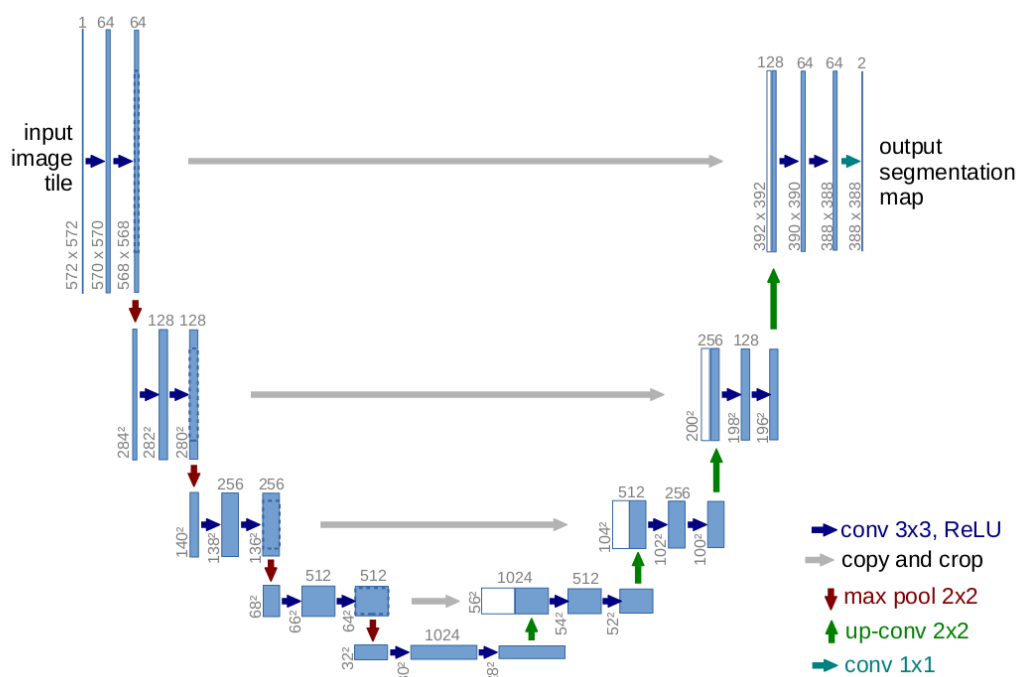 1 64 64
128 64 64 2
input
image
tile
output
segmentation
map
572 x 572
570 x 570
568 x 568
392 x 392
390 x 390
388 x 388
388 x 388
128 128
256 128
284²
282²
280²
200²
198²
196²
256 256
512 256
140²
138²
136²
104²
102²
100²
512 512
1024 512
68²
66²
64²
56²
54²
52²
1024
32²
conv 3x3, ReLU
copy and crop
max pool 2x2
up-conv 2x2
conv 1x1